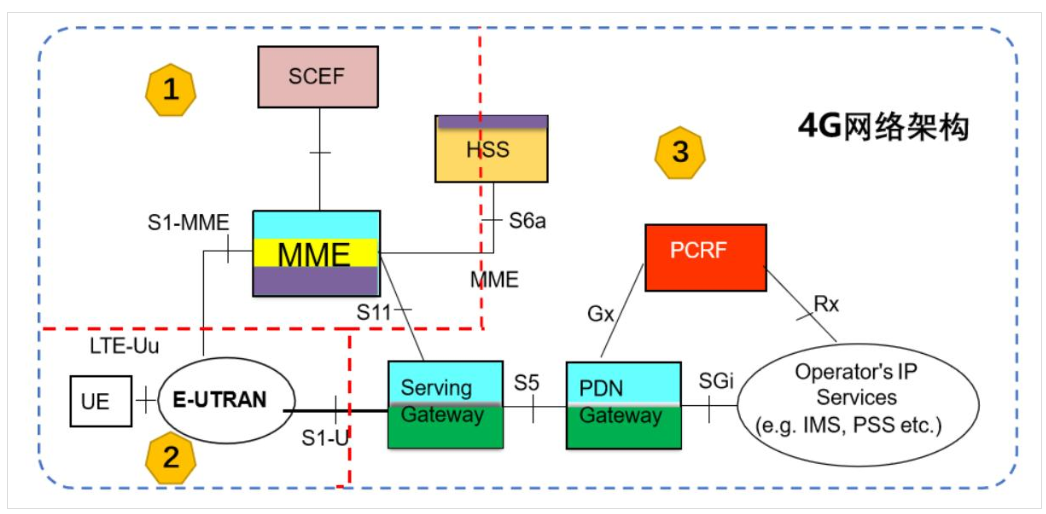 1
SCEF
4G网络架构
HSS
3
S1-MME
S6a
MME
PCRF
MME
S11
Gx
Rx
LTE-Uu
UE
E-UTRAN
Serving
Gateway
S5
PDN
Gateway
SGi
Operator's IP
Services
(e.g. IMS, PSS etc.)
S1-U
2